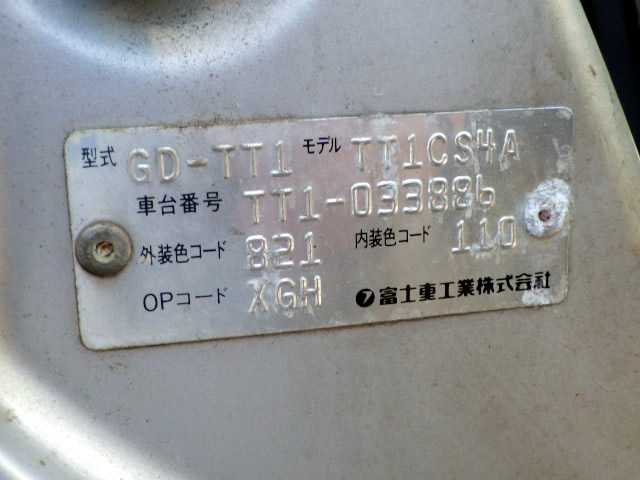 型式 GD-TT1 モデル TT1CS4A
車台番号 TT1-033886
外装色コード 821 内装色コード 110
OPコード XGH 富士重工業株式会社